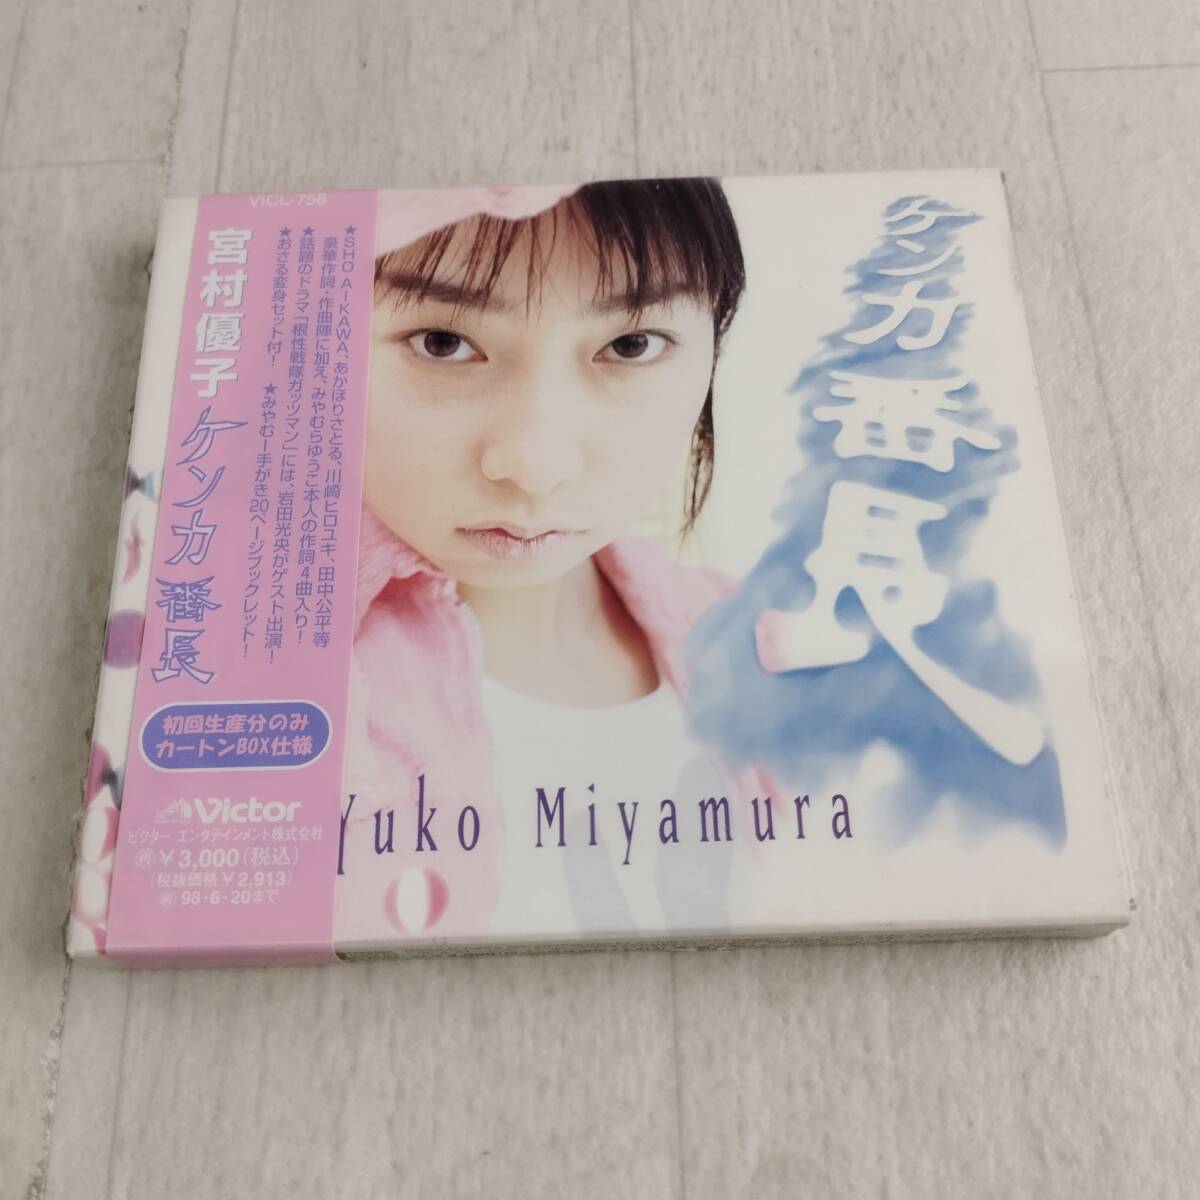 VICL-758
★SHO AIKAWA、あかほりさとる、川崎ヒロユキ、田中公平等
豪華作詞・作曲陣に加え、みやむらゆうこ本人の作詞4曲入り!
★話題のドラマ「根性戦隊ガッツマン」には、岩田光央がゲスト出演!
★おさる変身セット付! ★みやむー手がき20ページブックレット!
宮村優子 ケンカ番長
初回生産分のみ
カートンBOX仕様
Victor
ビクター エンタテインメント株式会社
再¥3,000(税込)
(税抜価格¥2,913)
再98・6・20まで
ケンカ番長
Yuko Miyamura